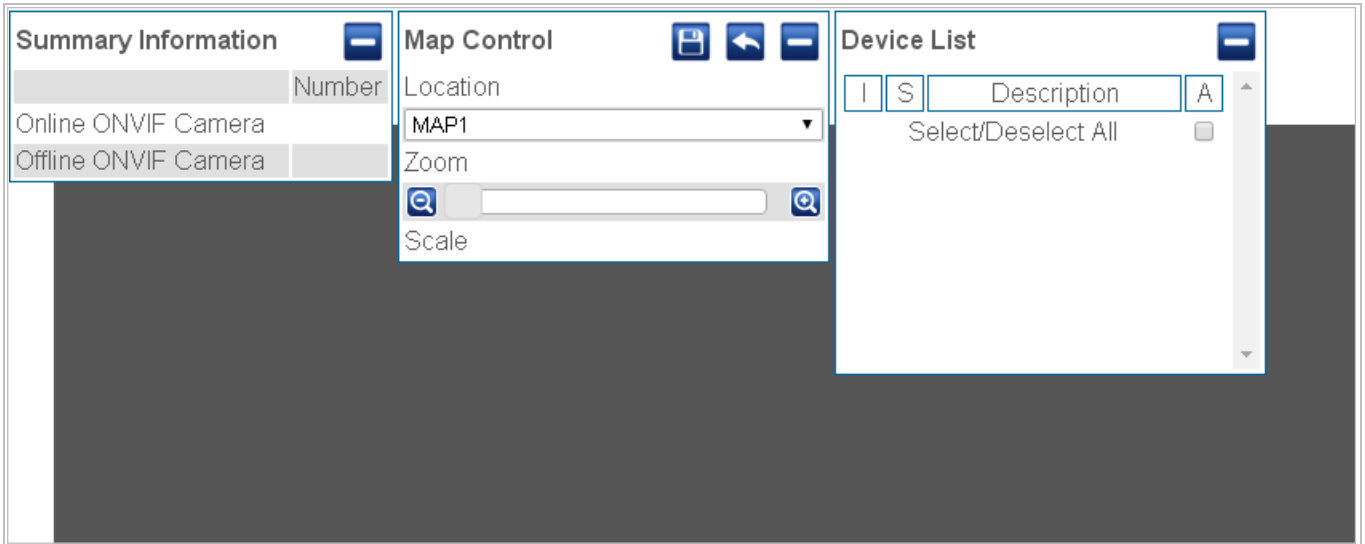 Summary Information
Number
Online ONVIF Camera
Offline ONVIF Camera
Map Control
Location
MAP1
Zoom
Scale
Device List
I S Description A
Select/Deselect All